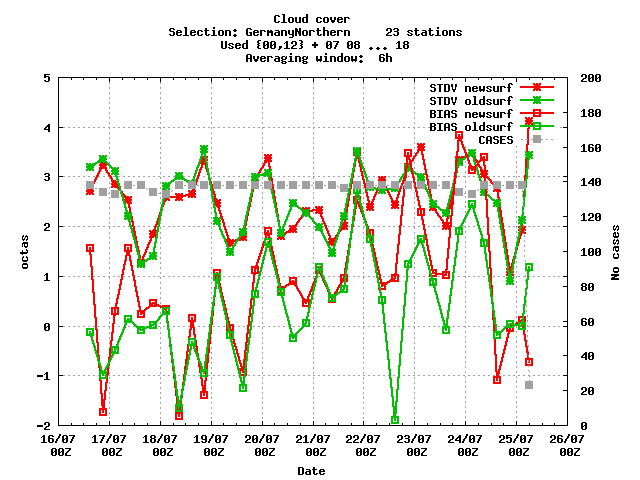 Cloud cover
Selection: GermanyNorthern     23 stations
Used {00,12} + 07 08 ... 18
Averaging window:  6h
STDV newsurf
STDV oldsurf
BIAS newsurf
BIAS oldsurf
CASES
octas
5
4
3
2
1
0
-1
-2
No cases
200
180
160
140
120
100
80
60
40
20
0
16/07 17/07 18/07 19/07 20/07 21/07 22/07 23/07 24/07 25/07 26/07
00Z 00Z 00Z 00Z 00Z 00Z 00Z 00Z 00Z 00Z 00Z
Date